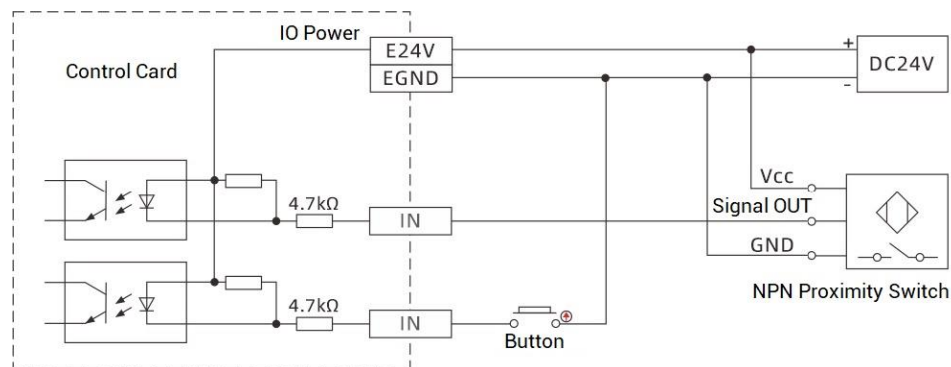 IO Power
E24V
+
DC24V
Control Card
EGND
-
Vcc
4.7kΩ
IN
Signal OUT
GND
NPN Proximity Switch
4.7kΩ
IN
Button